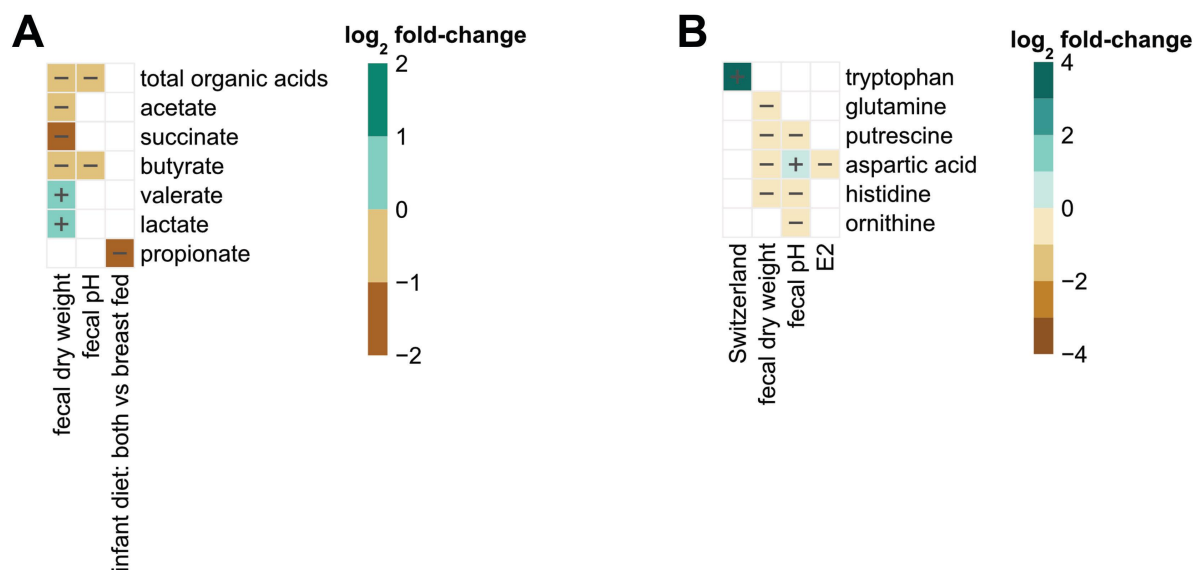 A
log2 fold-change
2
1
0
−1
−2
− − total organic acids
− acetate
− succinate
− − butyrate
+ valerate
+ lactate
− propionate
fecal dry weight
fecal pH
infant diet: both vs breast fed
B
log2 fold-change
4
2
0
−2
−4
+ tryptophan
− glutamine
− − putrescine
− + − aspartic acid
− − histidine
− ornithine
Switzerland
fecal dry weight
fecal pH
E2